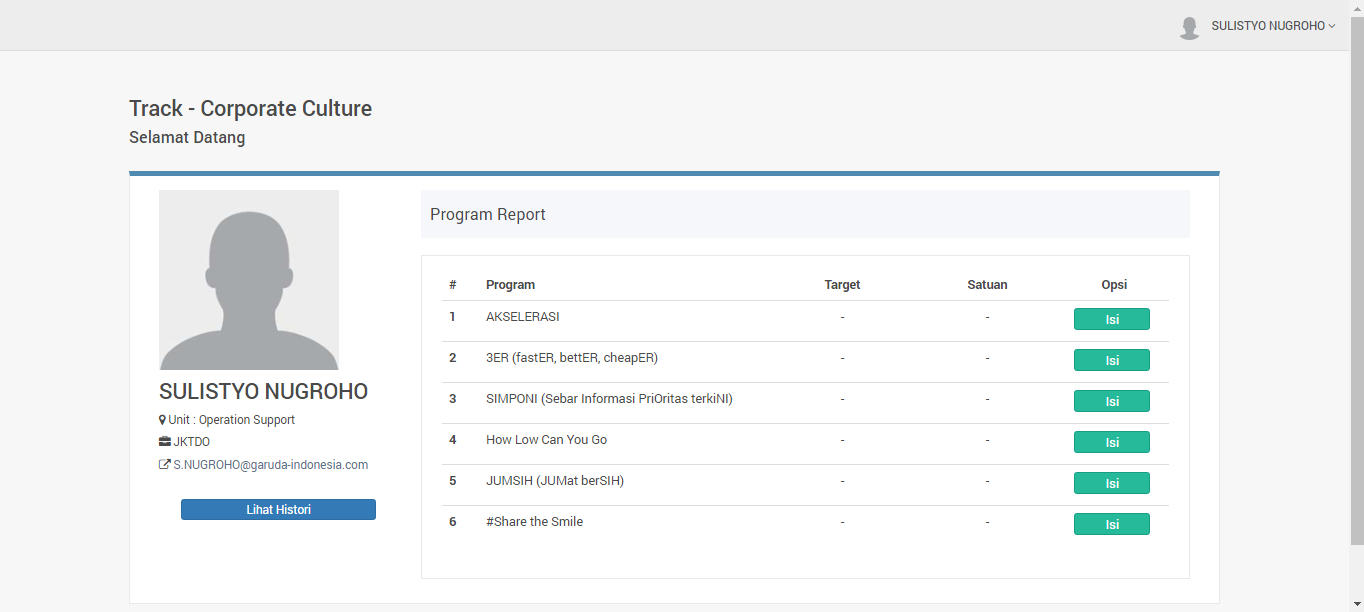 SULISTYO NUGROHO
Track - Corporate Culture
Selamat Datang
SULISTYO NUGROHO
Unit : Operation Support
JKTDO
S.NUGROHO@garuda-indonesia.com
Lihat Histori
Program Report
# Program Target Satuan Opsi
1 AKSELERASI - - Isi
2 3ER (fastER, bettER, cheapER) - - Isi
3 SIMPONI (Sebar Informasi PriOritas terkiNI) - - Isi
4 How Low Can You Go - - Isi
5 JUMSIH (JUMat berSIH) - - Isi
6 #Share the Smile - - Isi